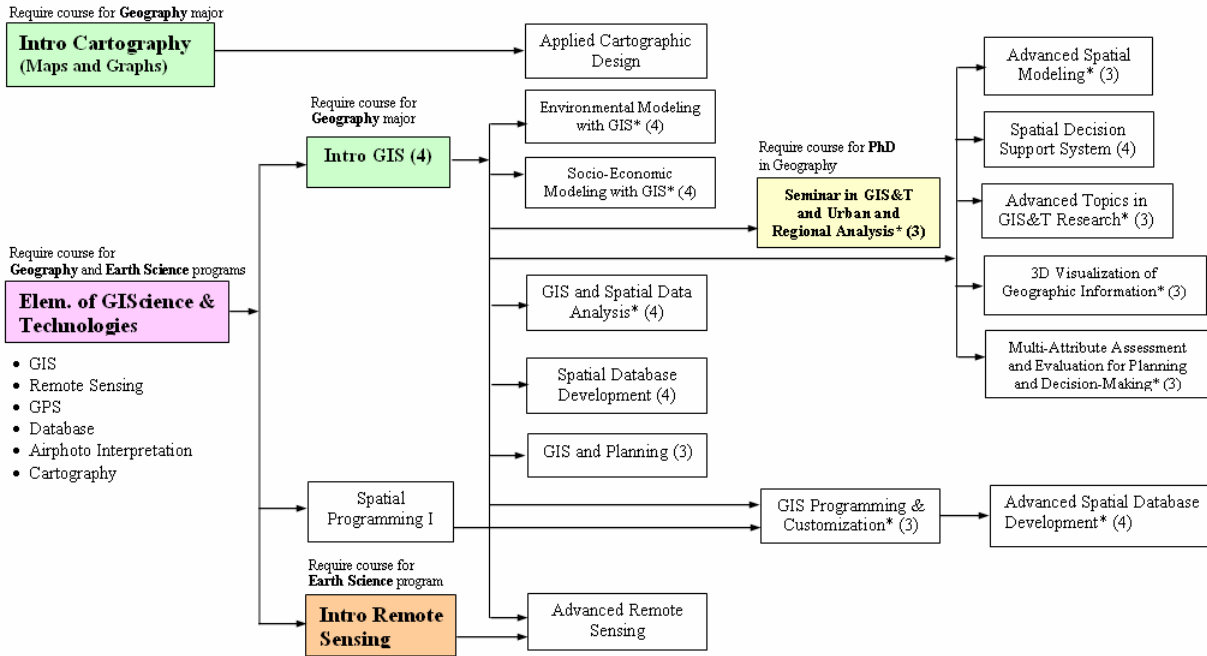 Require course for Geography major
Intro Cartography
(Maps and Graphs)
Applied Cartographic
Design
Require course for
Geography major
Intro GIS (4)
Environmental Modeling
with GIS* (4)
Socio-Economic
Modeling with GIS* (4)
Require course for PhD
in Geography
Seminar in GIS&T
and Urban and
Regional Analysis* (3)
Advanced Spatial
Modeling* (3)
Spatial Decision
Support System (4)
Advanced Topics in
GIS&T Research* (3)
3D Visualization of
Geographic Information* (3)
Multi-Attribute Assessment
and Evaluation for Planning
and Decision-Making* (3)
Require course for
Geography and Earth Science programs
Elem. of GIScience &
Technologies
• GIS
• Remote Sensing
• GPS
• Database
• Airphoto Interpretation
• Cartography
GIS and Spatial Data
Analysis* (4)
Spatial Database
Development (4)
GIS and Planning (3)
Spatial
Programming I
GIS Programming &
Customization* (3)
Advanced Spatial Database
Development* (4)
Require course for
Earth Science program
Intro Remote
Sensing
Advanced Remote
Sensing